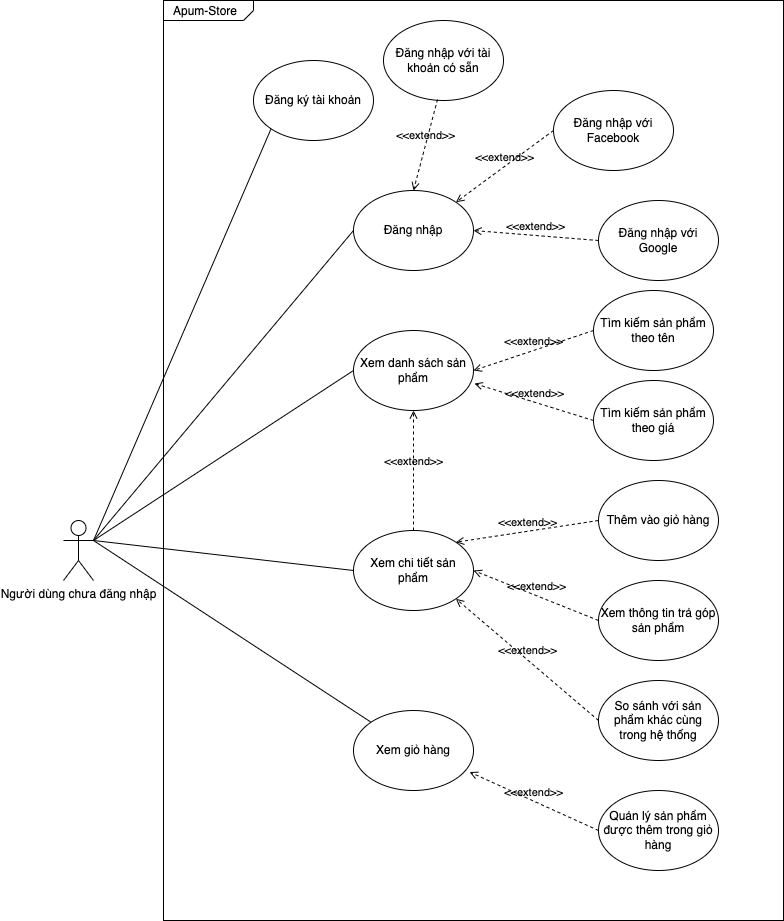 Apum-Store
Đăng nhập với tài
khoản có sẵn
Đăng ký tài khoản
<<extend>>
Đăng nhập với
Facebook
<<extend>>
Đăng nhập
<<extend>>
Đăng nhập với
Google
Tìm kiếm sản phẩm
theo tên
<<extend>>
Xem danh sách sản
phẩm
<<extend>>
Tìm kiếm sản phẩm
theo giá
<<extend>>
Thêm vào giỏ hàng
<<extend>>
Xem chi tiết sản
phẩm
<<extend>>
Người dùng chưa đăng nhập
Xem thông tin trả góp
sản phẩm
<<extend>>
So sánh với sản
phẩm khác cùng
trong hệ thống
Xem giỏ hàng
<<extend>>
Quản lý sản phẩm
được thêm trong giỏ
hàng